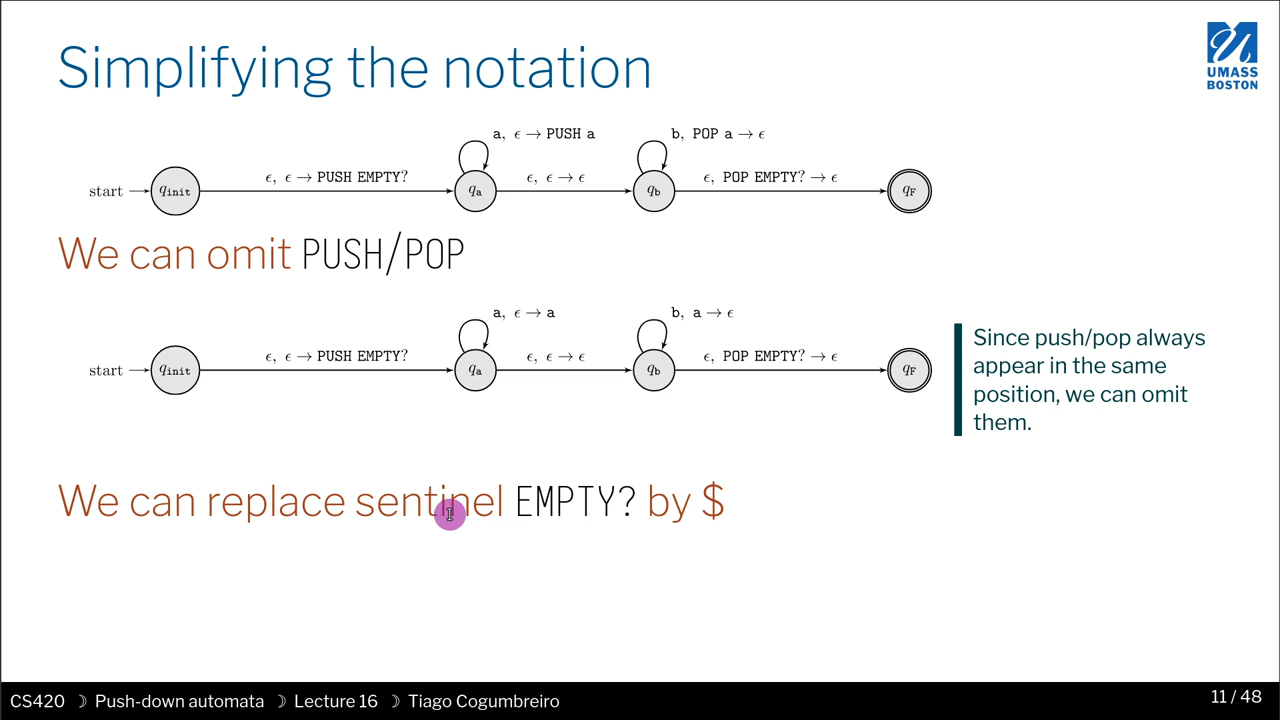 Simplifying the notation
UMASS
BOSTON
a, ϵ → PUSH a
b, POP a → ϵ
start
q_init
ϵ, ϵ → PUSH EMPTY?
q_a
ϵ, ϵ → ϵ
q_b
ϵ, POP EMPTY? → ϵ
q_F
We can omit PUSH/POP
a, ϵ → a
b, a → ϵ
start
q_init
ϵ, ϵ → PUSH EMPTY?
q_a
ϵ, ϵ → ϵ
q_b
ϵ, POP EMPTY? → ϵ
q_F
Since push/pop always
appear in the same
position, we can omit
them.
We can replace sentinel EMPTY? by $
CS420 ☽ Push-down automata ☽ Lecture 16 ☽ Tiago Cogumbreiro
11 / 48